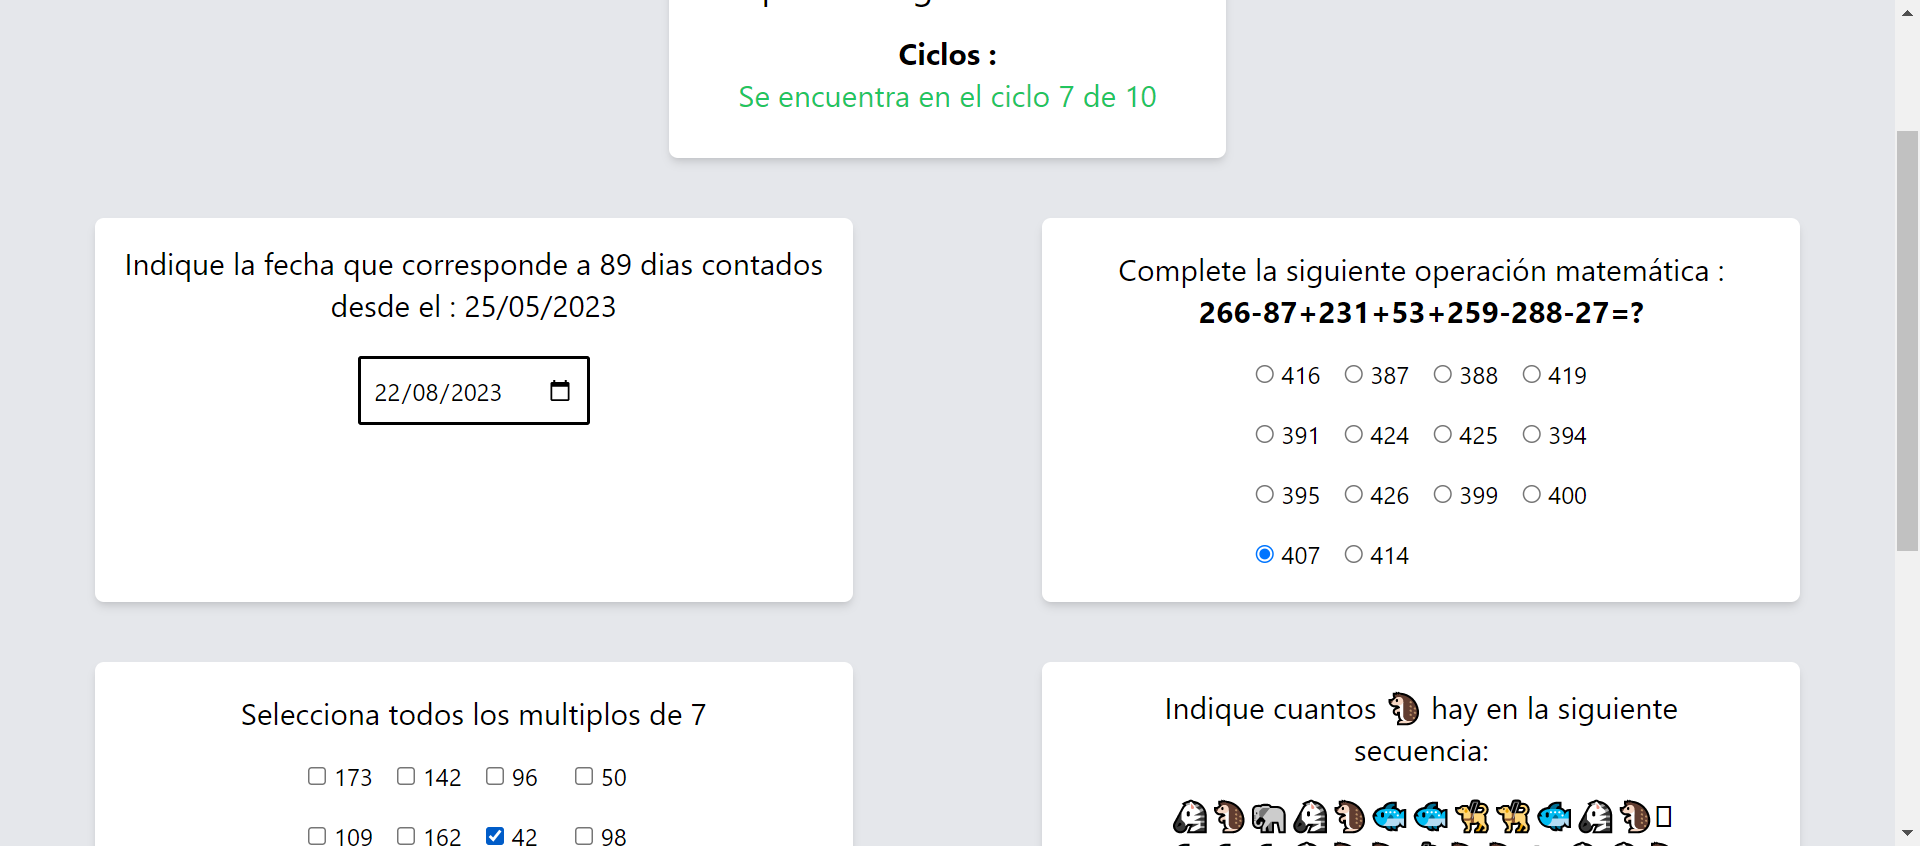 Ciclos :
Se encuentra en el ciclo 7 de 10
Indique la fecha que corresponde a 89 dias contados
desde el : 25/05/2023
22/08/2023
Complete la siguiente operación matemática :
266-87+231+53+259-288-27=?
416 387 388 419
391 424 425 394
395 426 399 400
407 414
Selecciona todos los multiplos de 7
173 142 96 50
109 162 42 98
Indique cuantos 🦔 hay en la siguiente
secuencia: